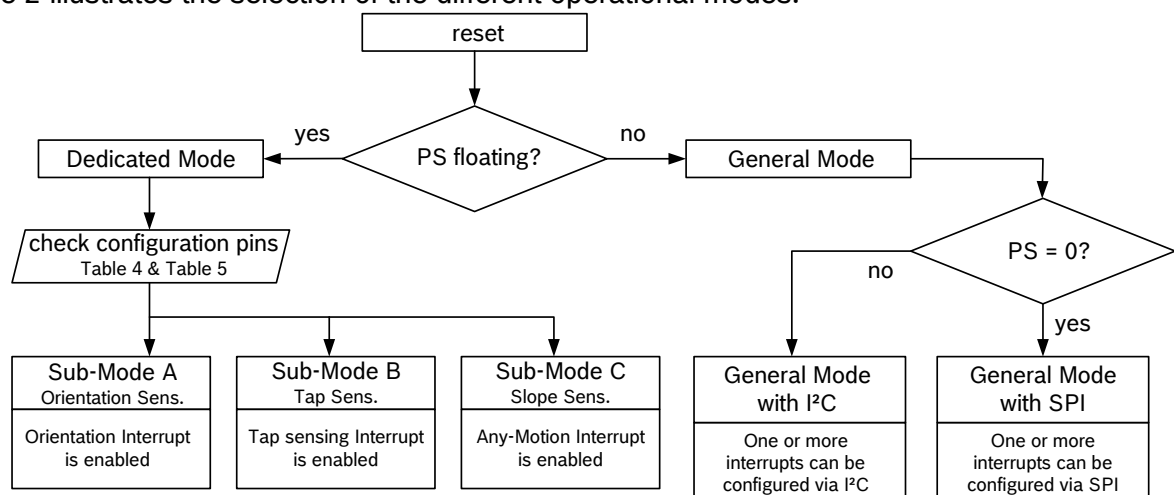 2 illustrates the selection of the different operational modes.
reset
yes
PS floating?
no
Dedicated Mode
General Mode
check configuration pins
Table 4 & Table 5
PS = 0?
no
yes
Sub-Mode A
Orientation Sens.
Orientation Interrupt
is enabled
Sub-Mode B
Tap Sens.
Tap sensing Interrupt
is enabled
Sub-Mode C
Slope Sens.
Any-Motion Interrupt
is enabled
General Mode
with I²C
One or more
interrupts can be
configured via I²C
General Mode
with SPI
One or more
interrupts can be
configured via SPI